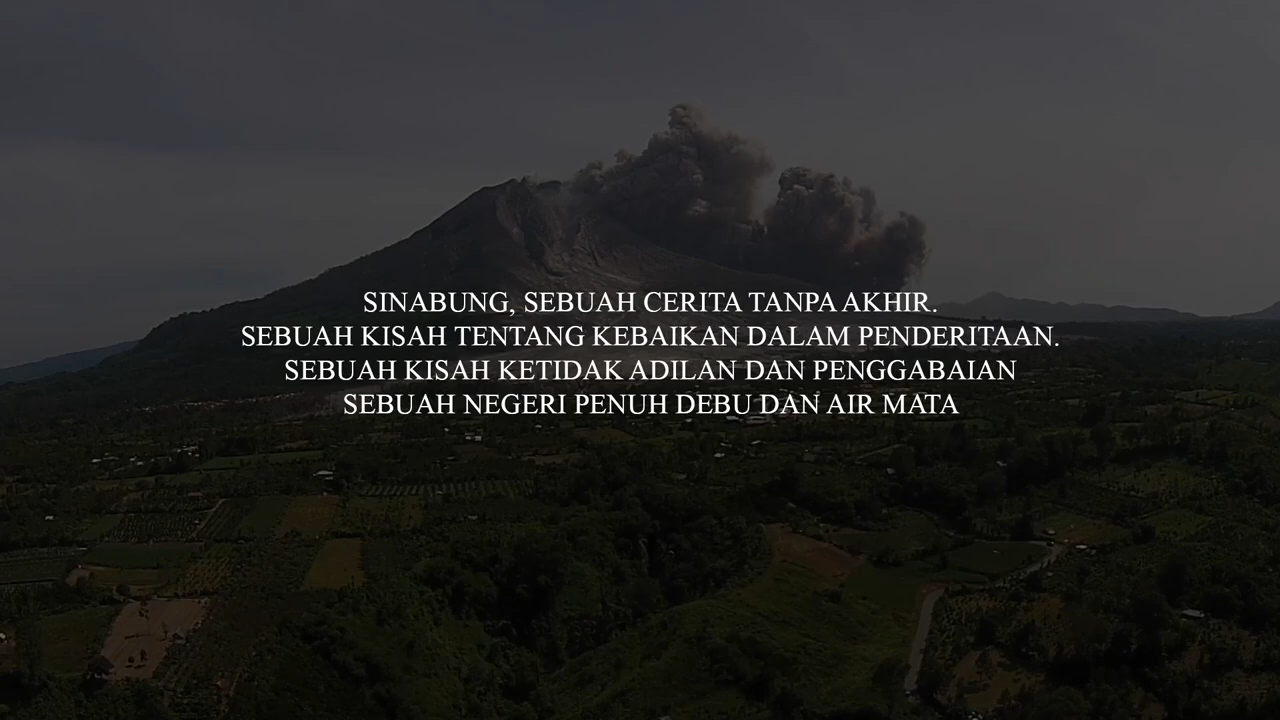 SINABUNG, SEBUAH CERITA TANPA AKHIR.
SEBUAH KISAH TENTANG KEBAIKAN DALAM PENDERITAAN.
SEBUAH KISAH KETIDAK ADILAN DAN PENGGABAIAN
SEBUAH NEGERI PENUH DEBU DAN AIR MATA